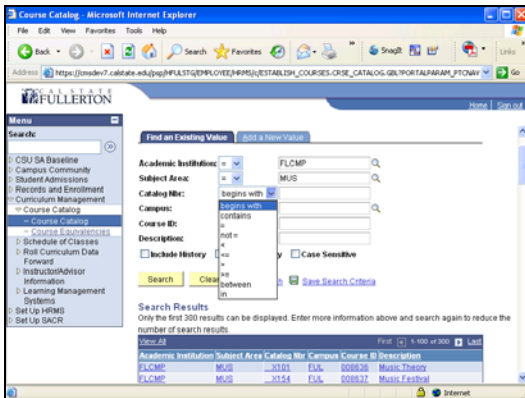 Course Catalog - Microsoft Internet Explorer
File Edit View Favorites Tools Help
Back Search Favorites SnagIt Links
Address https://cmsdev7.calstate.edu/psp/HFULSTG/EMPLOYEE/HRMS/c/ESTABLISH_COURSES.CRSE_CATALOG.GBL?PORTALPARAM_PTCNAV Go
CAL STATE
FULLERTON
Home Sign out
Menu
Search:
CSU SA Baseline
Campus Community
Student Admissions
Records and Enrollment
Curriculum Management
Course Catalog
– Course Catalog
– Course Equivalencies
Schedule of Classes
Roll Curriculum Data
Forward
Instructor/Advisor
Information
Learning Management
Systems
Set Up HRMS
Set Up SACR
Find an Existing Value Add a New Value
Academic Institution: = FLCMP
Subject Area: = MUS
Catalog Nbr: begins with
Campus:
Course ID:
Description:
begins with
contains
=
not =
<
<=
>
>=
between
in
Include History y Case Sensitive
Search Clea h Save Search Criteria
Search Results
Only the first 300 results can be displayed. Enter more information above and search again to reduce the
number of search results.
View All First 1-100 of 300 Last
Academic Institution Subject Area Catalog Nbr Campus Course ID Description
FLCMP MUS X101 FUL 008636 Music Theory
FLCMP MUS X154 FUL 008637 Music Festival
Internet